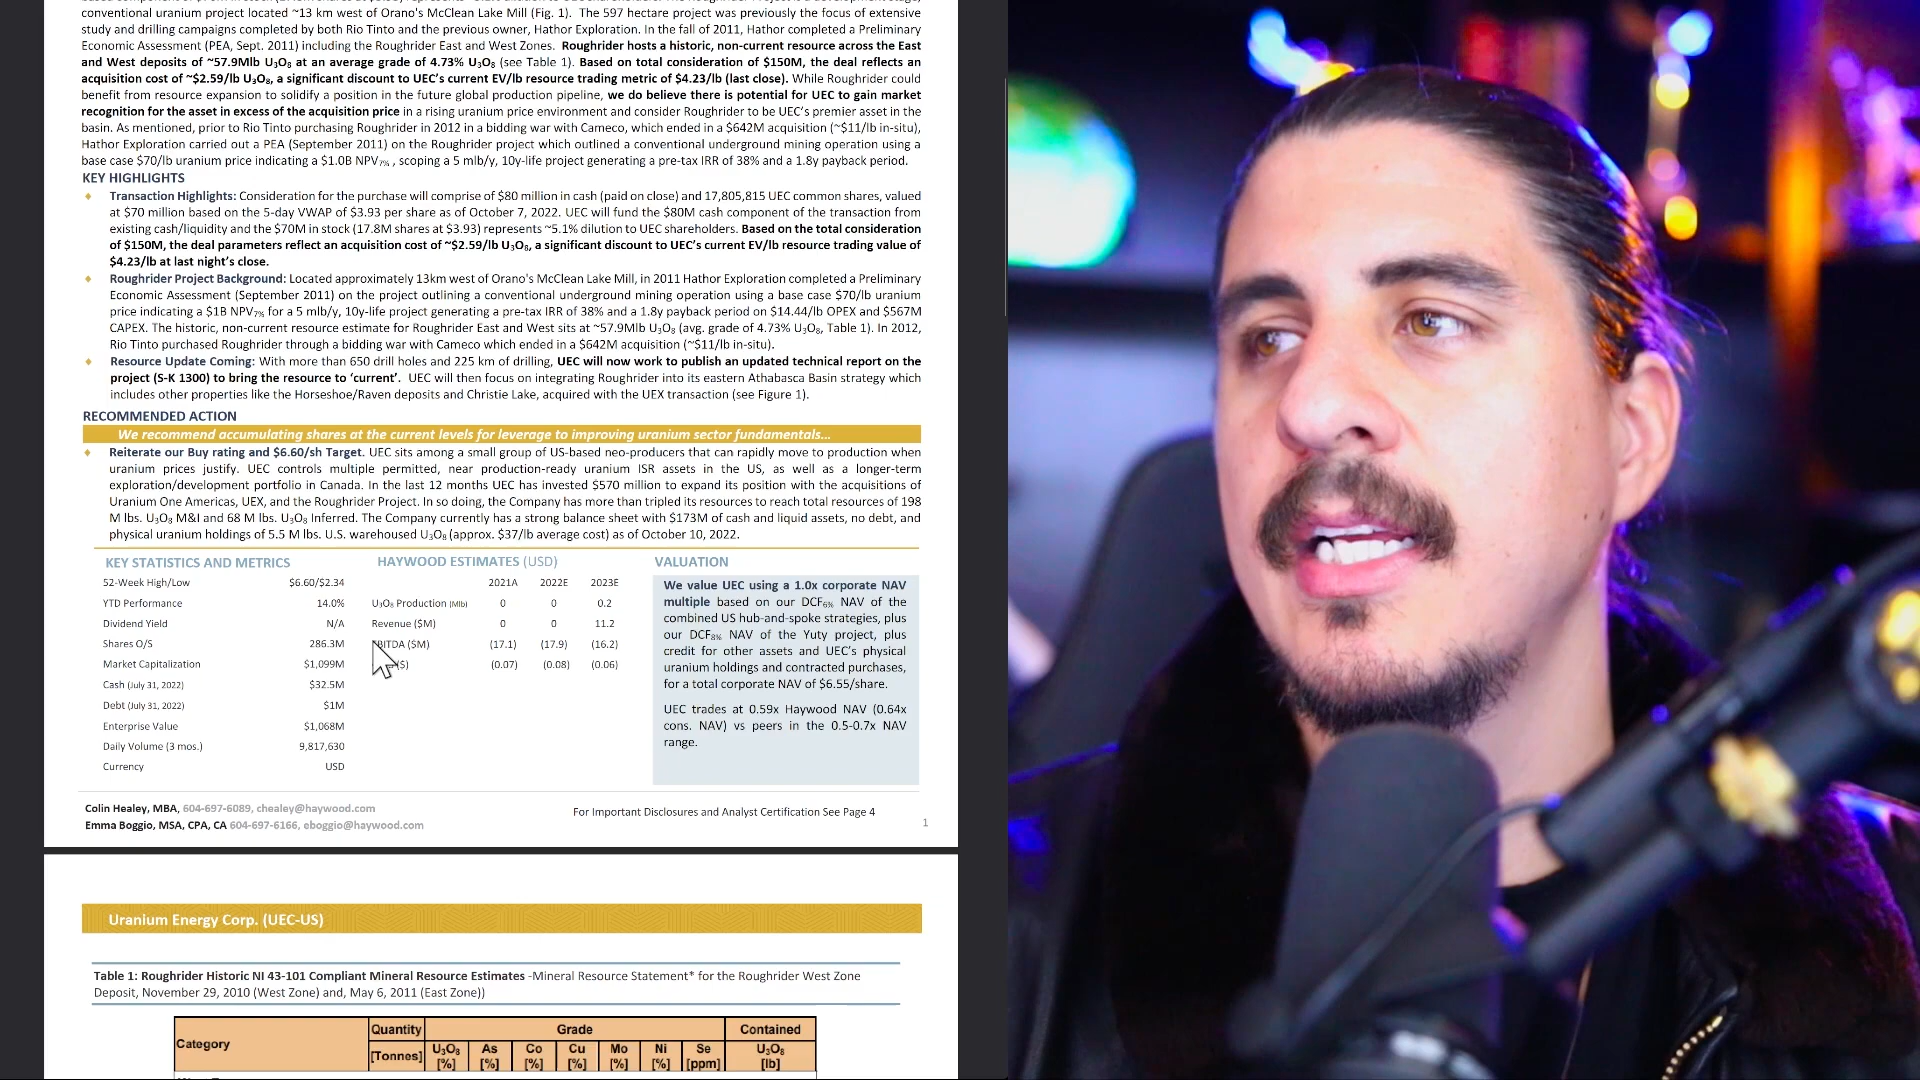 conventional uranium project located ~13 km west of Orano's McClean Lake Mill (Fig. 1). The 597 hectare project was previously the focus of extensive
study and drilling campaigns completed by both Rio Tinto and the previous owner, Hathor Exploration. In the fall of 2011, Hathor completed a Preliminary
Economic Assessment (PEA, Sept. 2011) including the Roughrider East and West Zones. Roughrider hosts a historic, non-current resource across the East
and West deposits of ~57.9Mlb U₃O₈ at an average grade of 4.73% U₃O₈ (see Table 1). Based on total consideration of $150M, the deal reflects an
acquisition cost of ~$2.59/lb U₃O₈, a significant discount to UEC's current EV/lb resource trading metric of $4.23/lb (last close). While Roughrider could
benefit from resource expansion to solidify a position in the future global production pipeline, we do believe there is potential for UEC to gain market
recognition for the asset in excess of the acquisition price in a rising uranium price environment and consider Roughrider to be UEC's premier asset in the
basin. As mentioned, prior to Rio Tinto purchasing Roughrider in 2012 in a bidding war with Cameco, which ended in a $642M acquisition (~$11/lb in-situ),
Hathor Exploration carried out a PEA (September 2011) on the Roughrider project which outlined a conventional underground mining operation using a
base case $70/lb uranium price indicating a $1.0B NPV₇% , scoping a 5 mlb/y, 10y-life project generating a pre-tax IRR of 38% and a 1.8y payback period.
KEY HIGHLIGHTS
♦ Transaction Highlights: Consideration for the purchase will comprise of $80 million in cash (paid on close) and 17,805,815 UEC common shares, valued
at $70 million based on the 5-day VWAP of $3.93 per share as of October 7, 2022. UEC will fund the $80M cash component of the transaction from
existing cash/liquidity and the $70M in stock (17.8M shares at $3.93) represents ~5.1% dilution to UEC shareholders. Based on the total consideration
of $150M, the deal parameters reflect an acquisition cost of ~$2.59/lb U₃O₈, a significant discount to UEC's current EV/lb resource trading value of
$4.23/lb at last night's close.
♦ Roughrider Project Background: Located approximately 13km west of Orano's McClean Lake Mill, in 2011 Hathor Exploration completed a Preliminary
Economic Assessment (September 2011) on the project outlining a conventional underground mining operation using a base case $70/lb uranium
price indicating a $1B NPV₇% for a 5 mlb/y, 10y-life project generating a pre-tax IRR of 38% and a 1.8y payback period on $14.44/lb OPEX and $567M
CAPEX. The historic, non-current resource estimate for Roughrider East and West sits at ~57.9Mlb U₃O₈ (avg. grade of 4.73% U₃O₈, Table 1). In 2012,
Rio Tinto purchased Roughrider through a bidding war with Cameco which ended in a $642M acquisition (~$11/lb in-situ).
♦ Resource Update Coming: With more than 650 drill holes and 225 km of drilling, UEC will now work to publish an updated technical report on the
project (S-K 1300) to bring the resource to 'current'. UEC will then focus on integrating Roughrider into its eastern Athabasca Basin strategy which
includes other properties like the Horseshoe/Raven deposits and Christie Lake, acquired with the UEX transaction (see Figure 1).
RECOMMENDED ACTION
We recommend accumulating shares at the current levels for leverage to improving uranium sector fundamentals…
♦ Reiterate our Buy rating and $6.60/sh Target. UEC sits among a small group of US-based neo-producers that can rapidly move to production when
uranium prices justify. UEC controls multiple permitted, near production-ready uranium ISR assets in the US, as well as a longer-term
exploration/development portfolio in Canada. In the last 12 months UEC has invested $570 million to expand its position with the acquisitions of
Uranium One Americas, UEX, and the Roughrider Project. In so doing, the Company has more than tripled its resources to reach total resources of 198
M lbs. U₃O₈ M&I and 68 M lbs. U₃O₈ Inferred. The Company currently has a strong balance sheet with $173M of cash and liquid assets, no debt, and
physical uranium holdings of 5.5 M lbs. U.S. warehoused U₃O₈ (approx. $37/lb average cost) as of October 10, 2022.
KEY STATISTICS AND METRICS
52-Week High/Low $6.60/$2.34
YTD Performance 14.0%
Dividend Yield N/A
Shares O/S 286.3M
Market Capitalization $1,099M
Cash (July 31, 2022) $32.5M
Debt (July 31, 2022) $1M
Enterprise Value $1,068M
Daily Volume (3 mos.) 9,817,630
Currency USD
HAYWOOD ESTIMATES (USD)
2021A 2022E 2023E
U₃O₈ Production (Mlb) 0 0 0.2
Revenue ($M) 0 0 11.2
EBITDA ($M) (17.1) (17.9) (16.2)
(0.07) (0.08) (0.06)
VALUATION
We value UEC using a 1.0x corporate NAV
multiple based on our DCF₆% NAV of the
combined US hub-and-spoke strategies, plus
our DCF₈% NAV of the Yuty project, plus
credit for other assets and UEC's physical
uranium holdings and contracted purchases,
for a total corporate NAV of $6.55/share.
UEC trades at 0.59x Haywood NAV (0.64x
cons. NAV) vs peers in the 0.5-0.7x NAV
range.
Colin Healey, MBA, 604-697-6089, chealey@haywood.com
Emma Boggio, MSA, CPA, CA 604-697-6166, eboggio@haywood.com
For Important Disclosures and Analyst Certification See Page 4
1
Uranium Energy Corp. (UEC-US)
Table 1: Roughrider Historic NI 43-101 Compliant Mineral Resource Estimates -Mineral Resource Statement* for the Roughrider West Zone
Deposit, November 29, 2010 (West Zone) and, May 6, 2011 (East Zone))
Category Quantity Grade Contained
[Tonnes] U₃O₈ As Co Cu Mo Ni Se U₃O₈
[%] [%] [%] [%] [%] [%] [ppm] [lb]